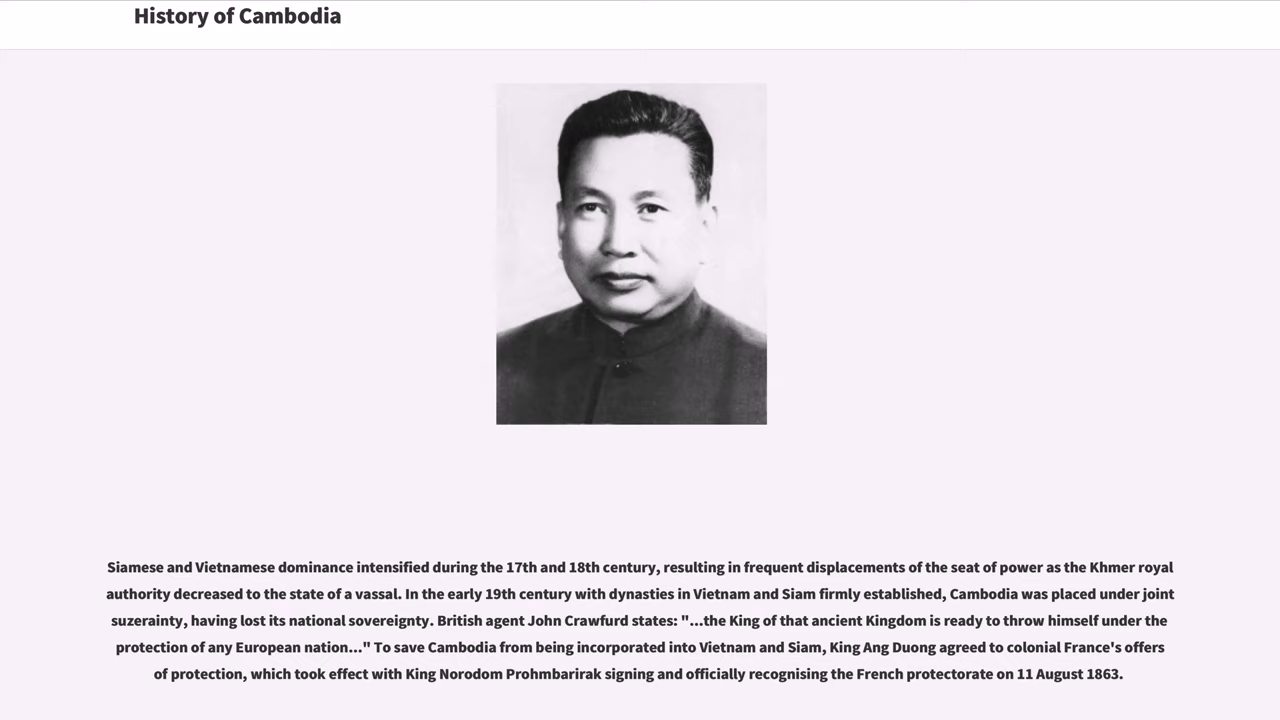 History of Cambodia
Siamese and Vietnamese dominance intensified during the 17th and 18th century, resulting in frequent displacements of the seat of power as the Khmer royal
authority decreased to the state of a vassal. In the early 19th century with dynasties in Vietnam and Siam firmly established, Cambodia was placed under joint
suzerainty, having lost its national sovereignty. British agent John Crawfurd states: "...the King of that ancient Kingdom is ready to throw himself under the
protection of any European nation..." To save Cambodia from being incorporated into Vietnam and Siam, King Ang Duong agreed to colonial France's offers
of protection, which took effect with King Norodom Prohmbarirak signing and officially recognising the French protectorate on 11 August 1863.